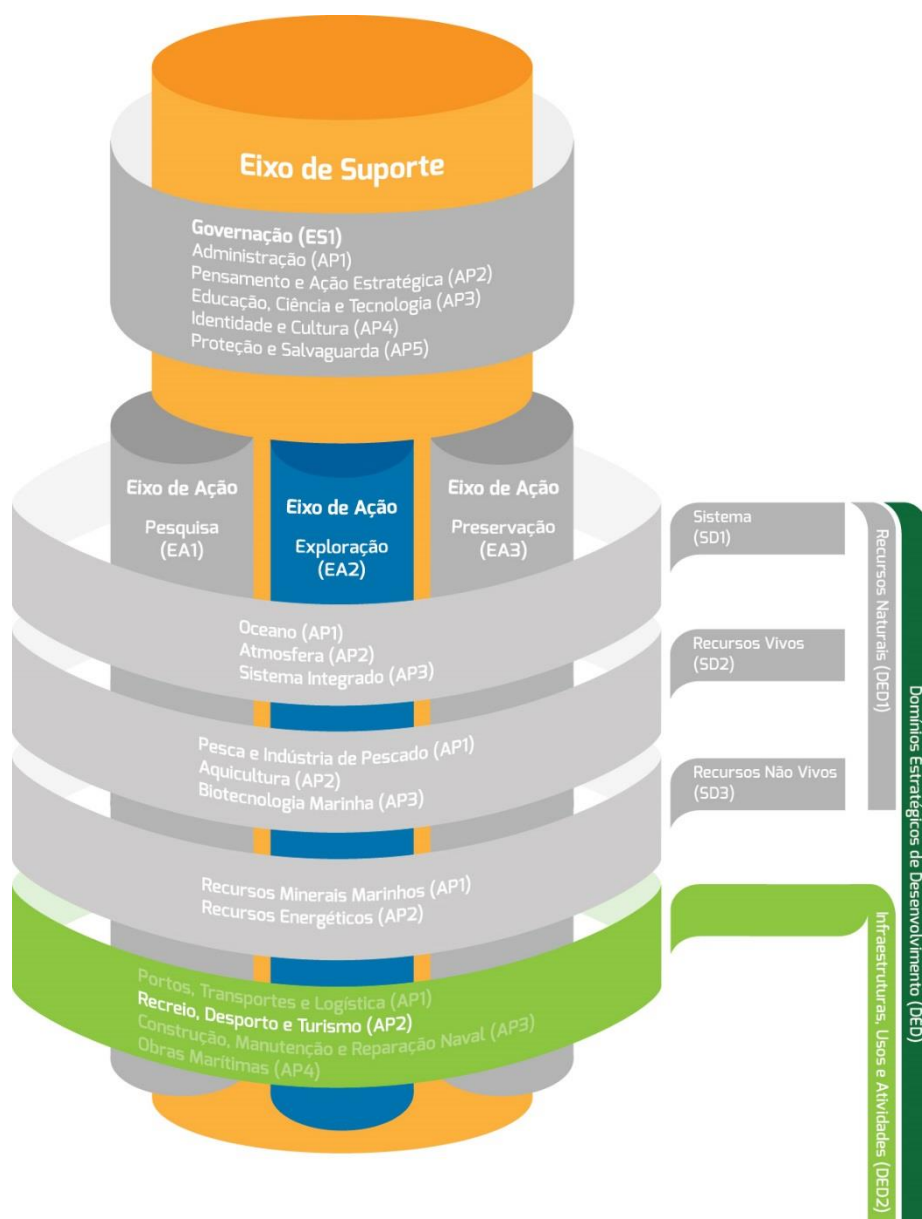 Eixo de Suporte
Governação (ES1)
Administração (AP1)
Pensamento e Ação Estratégica (AP2)
Educação, Ciência e Tecnologia (AP3)
Identidade e Cultura (AP4)
Proteção e Salvaguarda (AP5)
Eixo de Ação
Pesquisa
(EA1)
Eixo de Ação
Exploração
(EA2)
Eixo de Ação
Preservação
(EA3)
Oceano (AP1)
Atmosfera (AP2)
Sistema Integrado (AP3)
Pesca e Indústria de Pescado (AP1)
Aquicultura (AP2)
Biotecnologia Marinha (AP3)
Recursos Minerais Marinhos (AP1)
Recursos Energéticos (AP2)
Portos, Transportes e Logística (AP1)
Recreio, Desporto e Turismo (AP2)
Construção, Manutenção e Reparação Naval (AP3)
Obras Marítimas (AP4)
Sistema
(SD1)
Recursos Vivos
(SD2)
Recursos Não Vivos
(SD3)
Recursos Naturais (DED1)
Infraestruturas, Usos e Atividades (DED2)
Domínios Estratégicos de Desenvolvimento (DED)